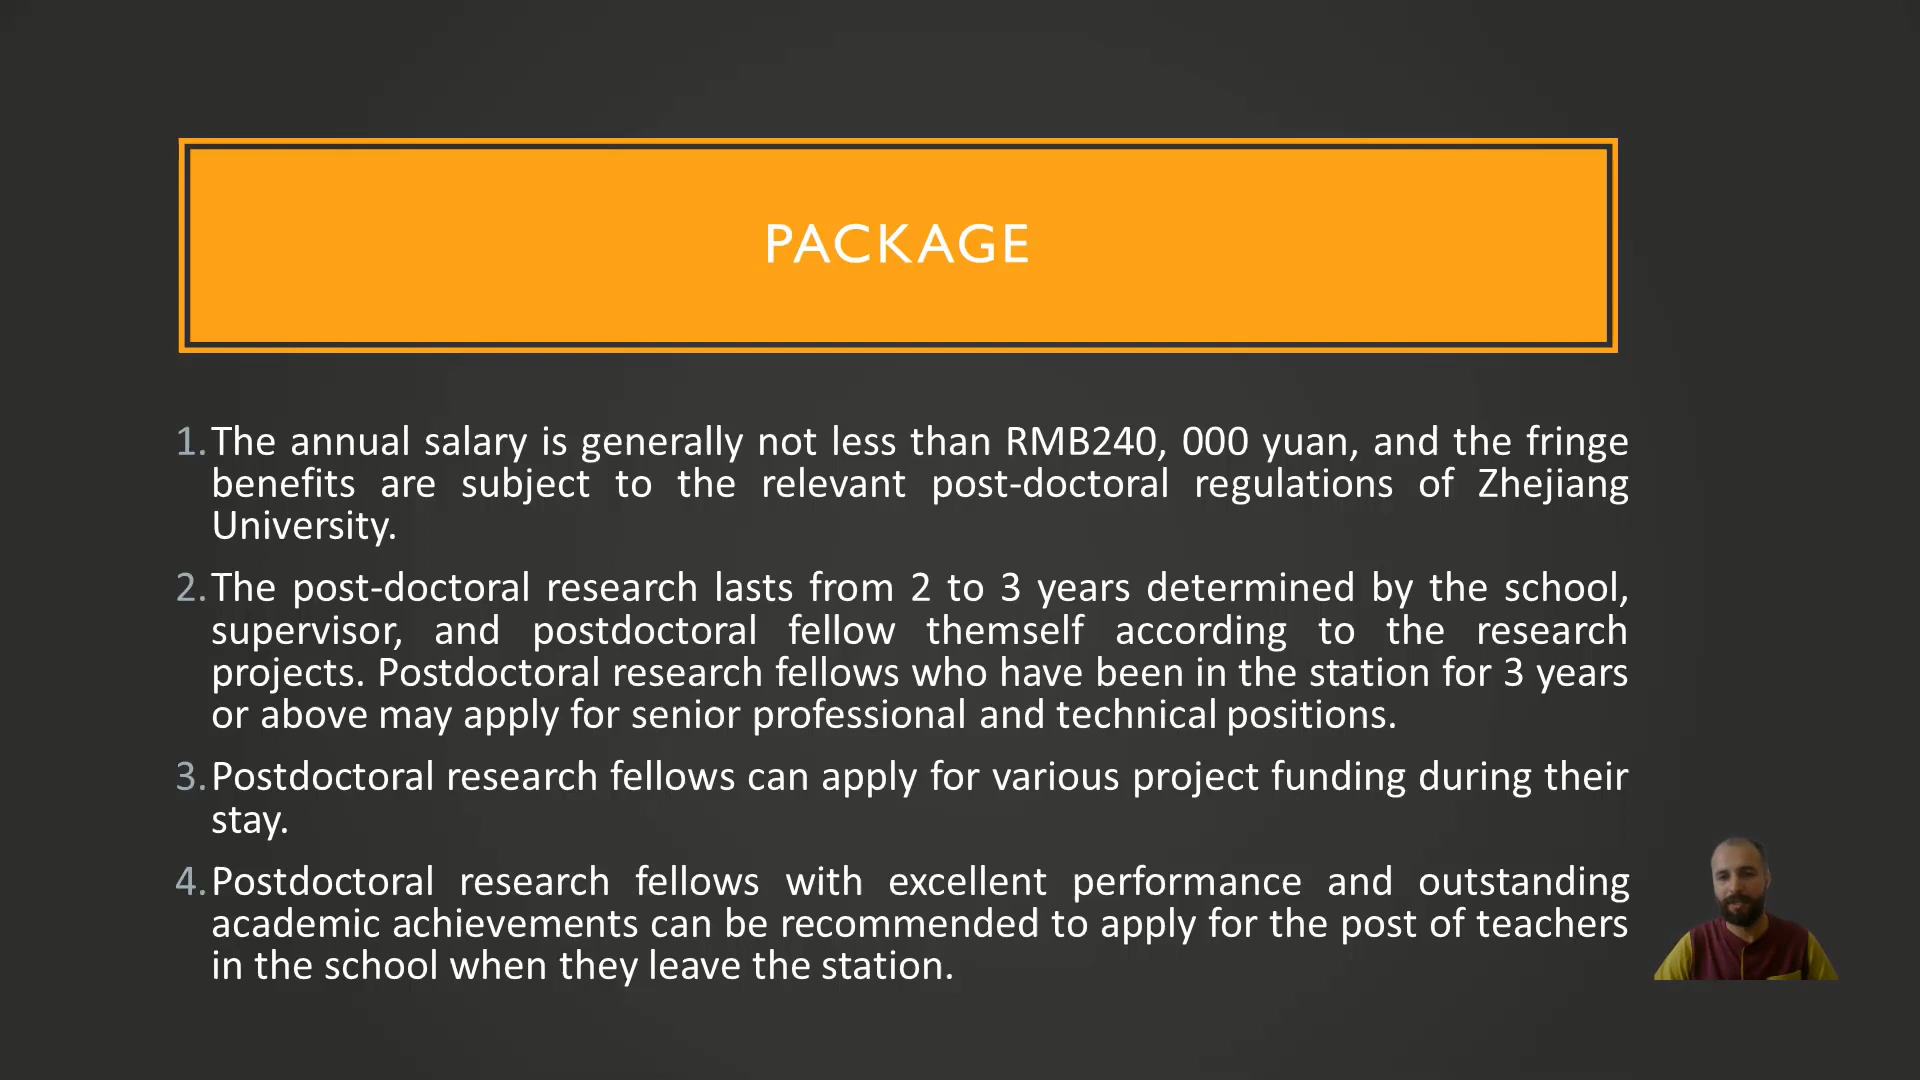 PACKAGE
1. The annual salary is generally not less than RMB240, 000 yuan, and the fringe
benefits are subject to the relevant post-doctoral regulations of Zhejiang
University.
2. The post-doctoral research lasts from 2 to 3 years determined by the school,
supervisor, and postdoctoral fellow themself according to the research
projects. Postdoctoral research fellows who have been in the station for 3 years
or above may apply for senior professional and technical positions.
3. Postdoctoral research fellows can apply for various project funding during their
stay.
4. Postdoctoral research fellows with excellent performance and outstanding
academic achievements can be recommended to apply for the post of teachers
in the school when they leave the station.